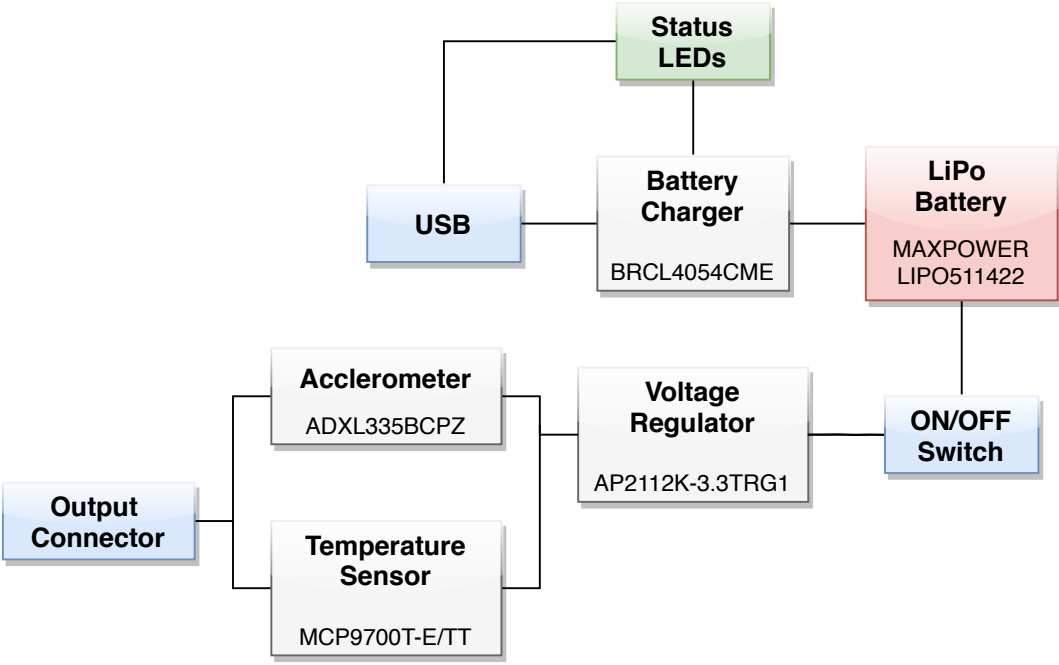 Status
LEDs
USB
Battery
Charger
BRCL4054CME
LiPo
Battery
MAXPOWER
LIPO511422
Acclerometer
ADXL335BCPZ
Voltage
Regulator
AP2112K-3.3TRG1
ON/OFF
Switch
Output
Connector
Temperature
Sensor
MCP9700T-E/TT